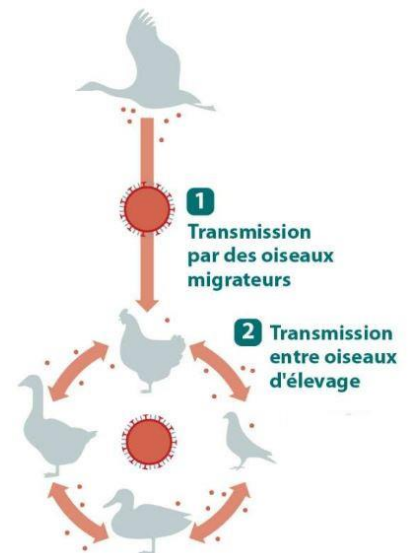 1
Transmission
par des oiseaux
migrateurs
2 Transmission
entre oiseaux
d'élevage